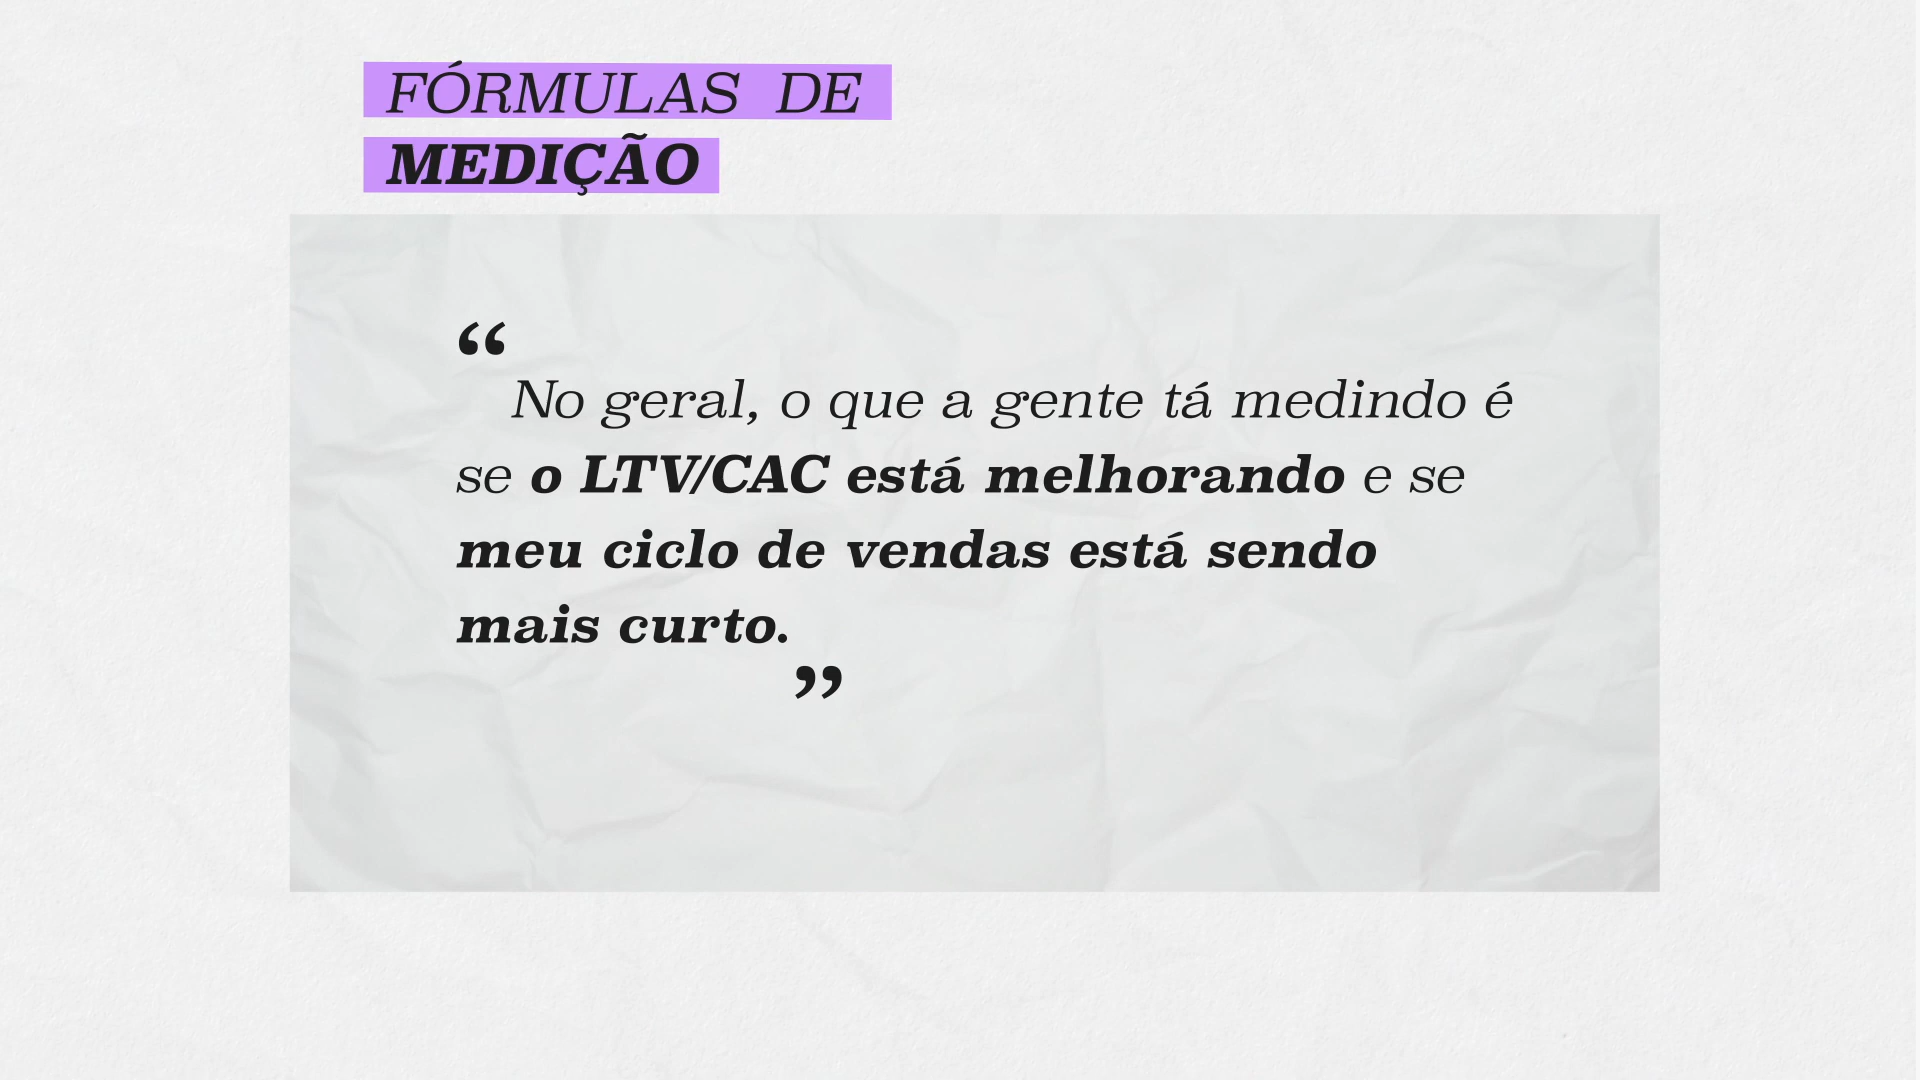 FÓRMULAS DE
MEDIÇÃO
“
No geral, o que a gente tá medindo é
se o LTV/CAC está melhorando e se
meu ciclo de vendas está sendo
mais curto.
”